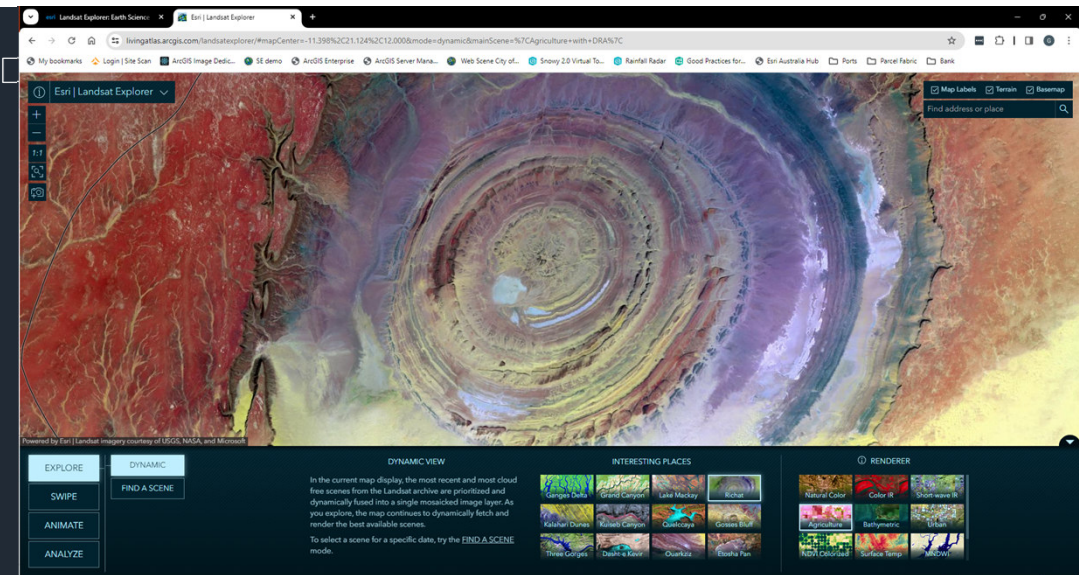 esri Landsat Explorer: Earth Science
Esri | Landsat Explorer
livingatlas.arcgis.com/landsatexplorer/#mapCenter=-11.398%2C21.124%2C12.000&mode=dynamic&mainScene=%7CAgriculture+with+DRA%7C
My bookmarks
Login | Site Scan
ArcGIS Image Dedic...
SE demo
ArcGIS Enterprise
ArcGIS Server Mana...
Web Scene City of...
Snowy 2.0 Virtual To...
Rainfall Radar
Good Practices for...
Esri Australia Hub
Ports
Parcel Fabric
Bank
Esri | Landsat Explorer
Map Labels
Terrain
Basemap
Find address or place
1:1
Powered by Esri | Landsat imagery courtesy of USGS, NASA, and Microsoft
EXPLORE
SWIPE
ANIMATE
ANALYZE
DYNAMIC
FIND A SCENE
DYNAMIC VIEW
In the current map display, the most recent and most cloud
free scenes from the Landsat archive are prioritized and
dynamically fused into a single mosaicked image layer. As
you explore, the map continues to dynamically fetch and
render the best available scenes.
To select a scene for a specific date, try the FIND A SCENE
mode.
INTERESTING PLACES
Ganges Delta
Grand Canyon
Lake Mackay
Richat
Kalahari Dunes
Kuiseb Canyon
Quelccaya
Gosses Bluff
Three Gorges
Dasht-e Kavir
Ouarkziz
Etosha Pan
RENDERER
Natural Color
Color IR
Short-wave IR
Agriculture
Bathymetric
Urban
NDVI Colorized
Surface Temp
MNDWI